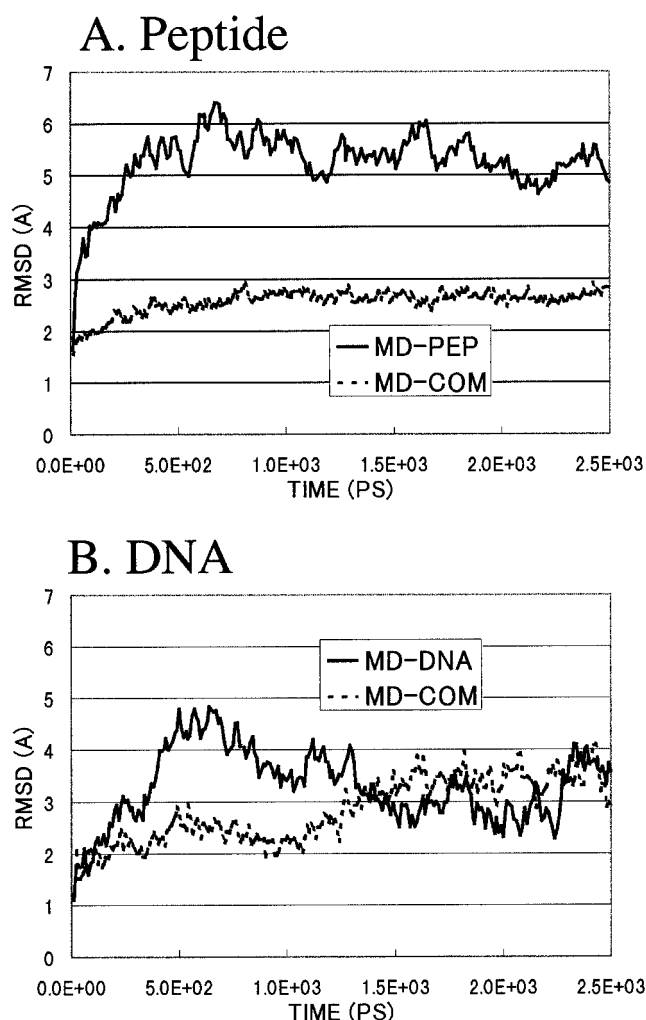 A. Peptide
7
6
5
4
3
2
1
0
RMSD (A)
MD-PEP
MD-COM
0.0E+00 5.0E+02 1.0E+03 1.5E+03 2.0E+03 2.5E+03
TIME (PS)
B. DNA
7
6
5
4
3
2
1
0
RMSD (A)
MD-DNA
MD-COM
0.0E+00 5.0E+02 1.0E+03 1.5E+03 2.0E+03 2.5E+03
TIME (PS)